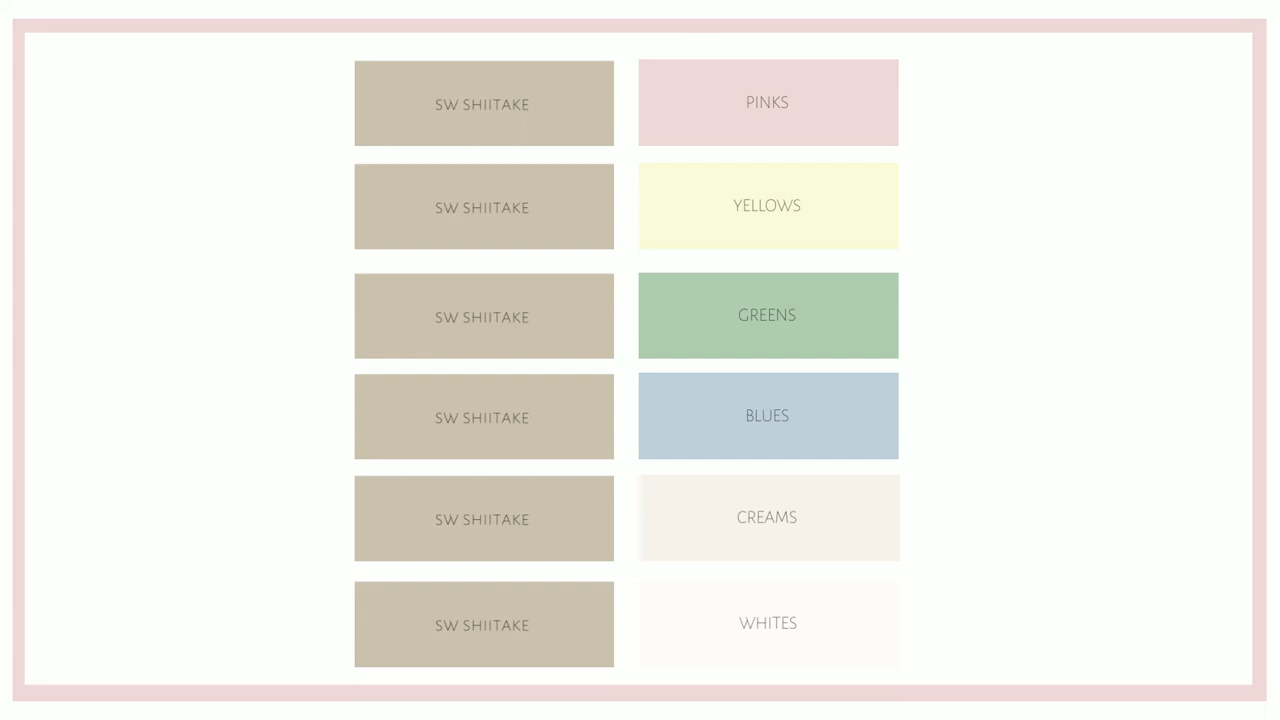 SW SHIITAKE
PINKS
SW SHIITAKE
YELLOWS
SW SHIITAKE
GREENS
SW SHIITAKE
BLUES
SW SHIITAKE
CREAMS
SW SHIITAKE
WHITES